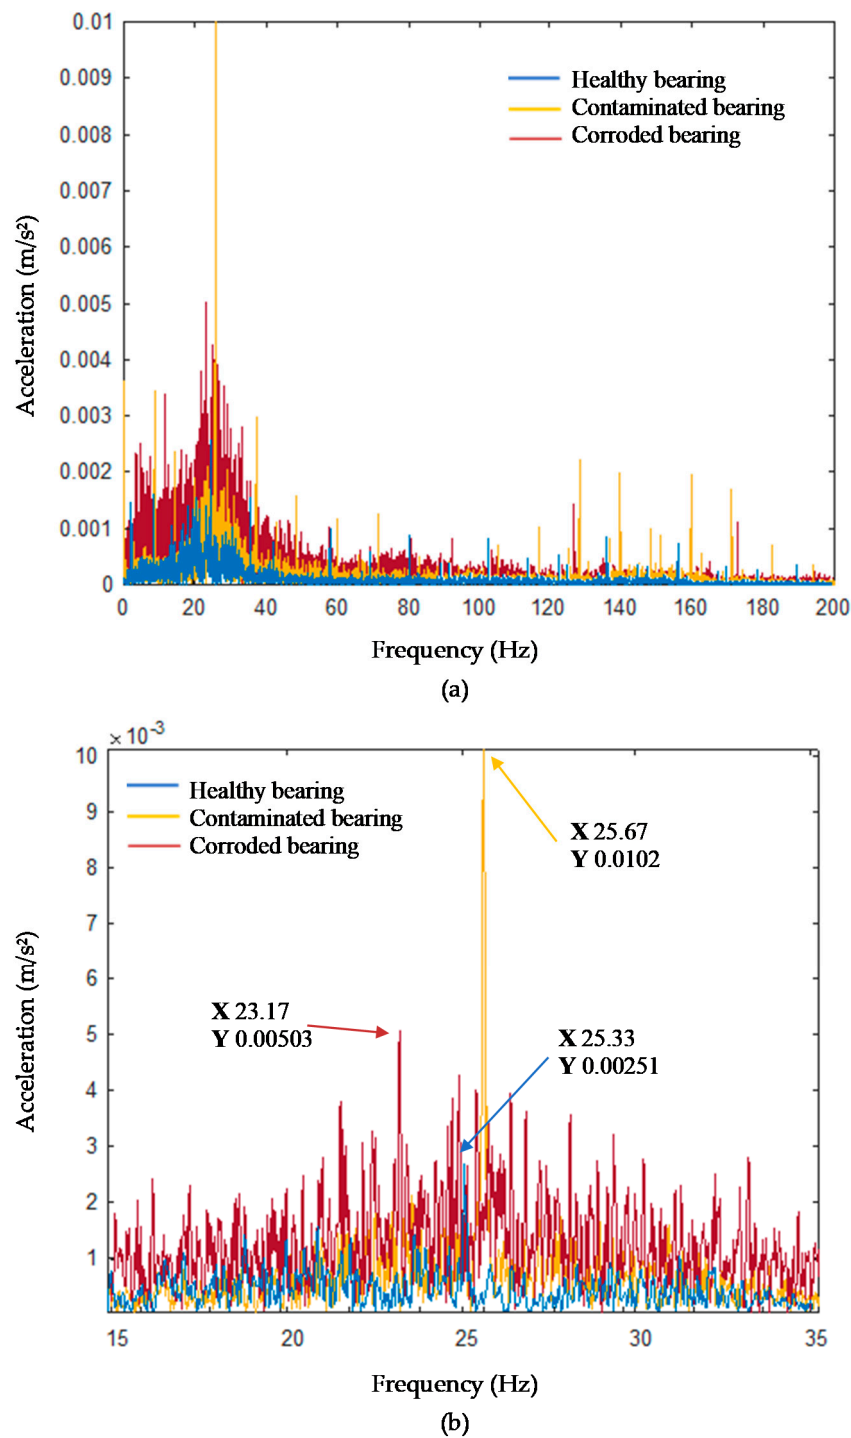 0.01
0.009
0.008
0.007
0.006
0.005
0.004
0.003
0.002
0.001
0
Acceleration (m/s²)
Healthy bearing
Contaminated bearing
Corroded bearing
0 20 40 60 80 100 120 140 160 180 200
Frequency (Hz)
(a)
×10⁻³
10
9
8
7
6
5
4
3
2
1
Acceleration (m/s²)
Healthy bearing
Contaminated bearing
Corroded bearing
X 25.67
Y 0.0102
X 23.17
Y 0.00503
X 25.33
Y 0.00251
15 20 25 30 35
Frequency (Hz)
(b)